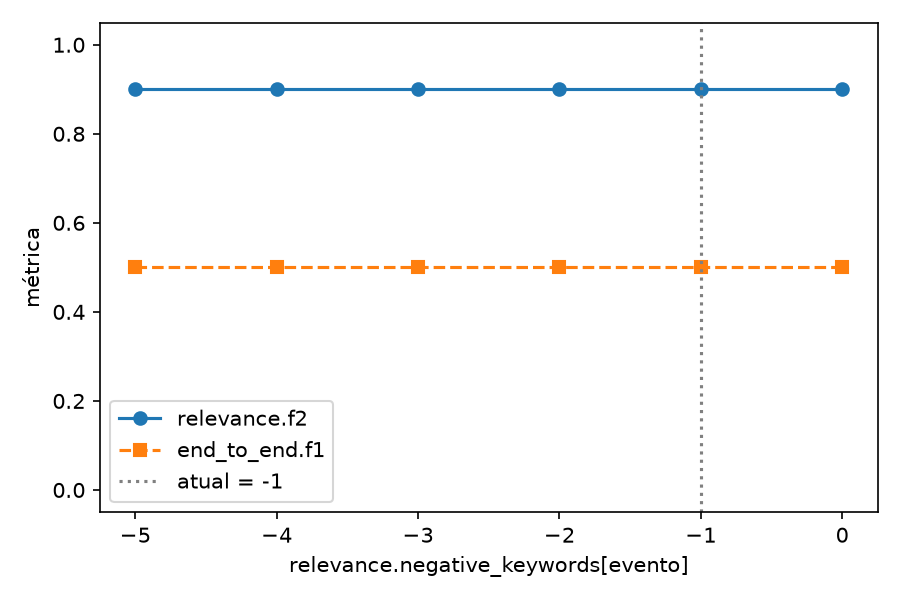 1.0
0.8
0.6
0.4
0.2
0.0
métrica
relevance.f2
end_to_end.f1
atual = -1
−5 −4 −3 −2 −1 0
relevance.negative_keywords[evento]